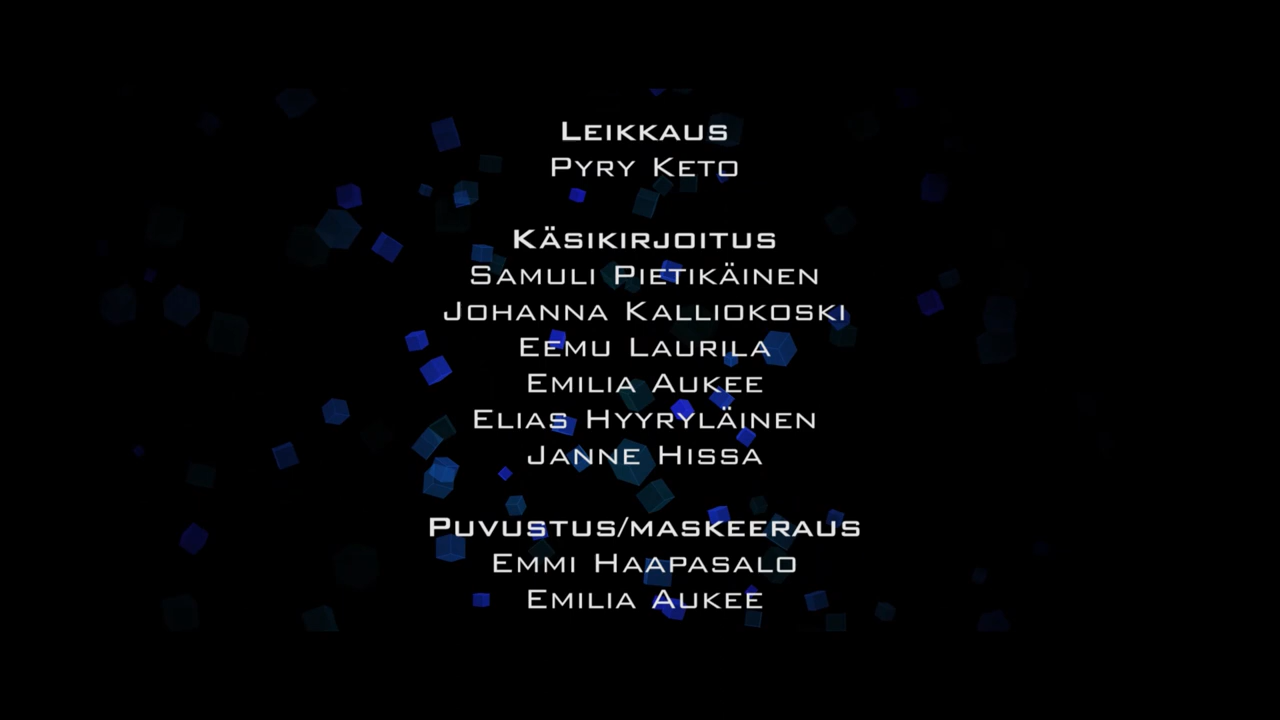 Leikkaus
Pyry Keto
Käsikirjoitus
Samuli Pietikäinen
Johanna Kalliokoski
Eemu Laurila
Emilia Aukee
Elias Hyyryläinen
Janne Hissa
Puvustus/maskeeraus
Emmi Haapasalo
Emilia Aukee